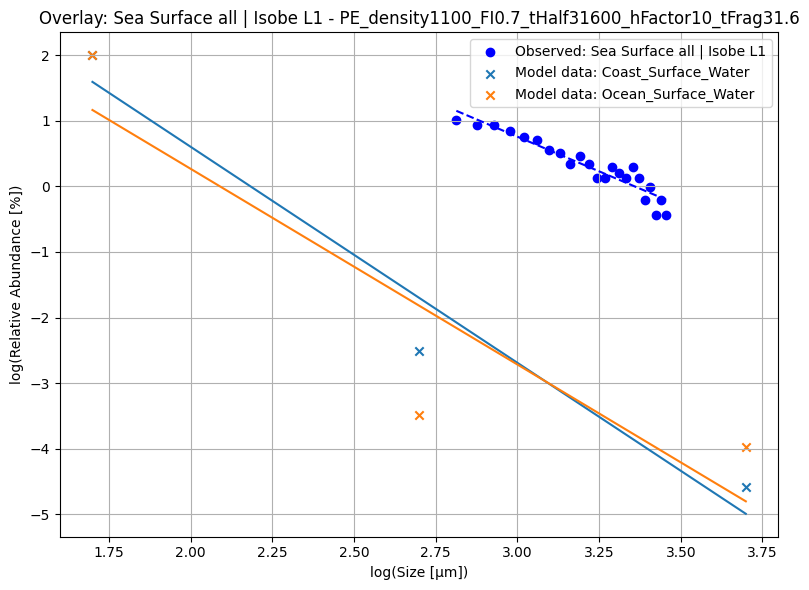 Overlay: Sea Surface all | Isobe L1 - PE_density1100_FI0.7_tHalf31600_hFactor10_tFrag31.6
Observed: Sea Surface all | Isobe L1
Model data: Coast_Surface_Water
Model data: Ocean_Surface_Water
log(Relative Abundance [%])
2
1
0
−1
−2
−3
−4
−5
1.75
2.00
2.25
2.50
2.75
3.00
3.25
3.50
3.75
log(Size [μm])